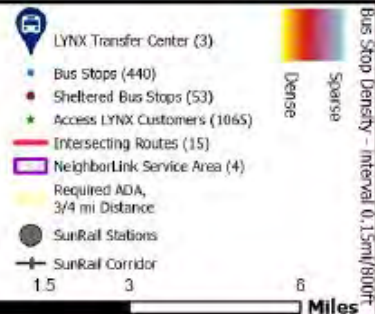 LYNX Transfer Center (3)
Bus Stops (440)
Sheltered Bus Stops (53)
Access LYNX Customers (1065)
Intersecting Routes (15)
NeighborLink Service Area (4)
Required ADA,
3/4 mi Distance
SunRail Stations
SunRail Corridor
Dense
Sparse
Bus Stop Density - interval 0.15mi/800ft
1.5 3 6
Miles